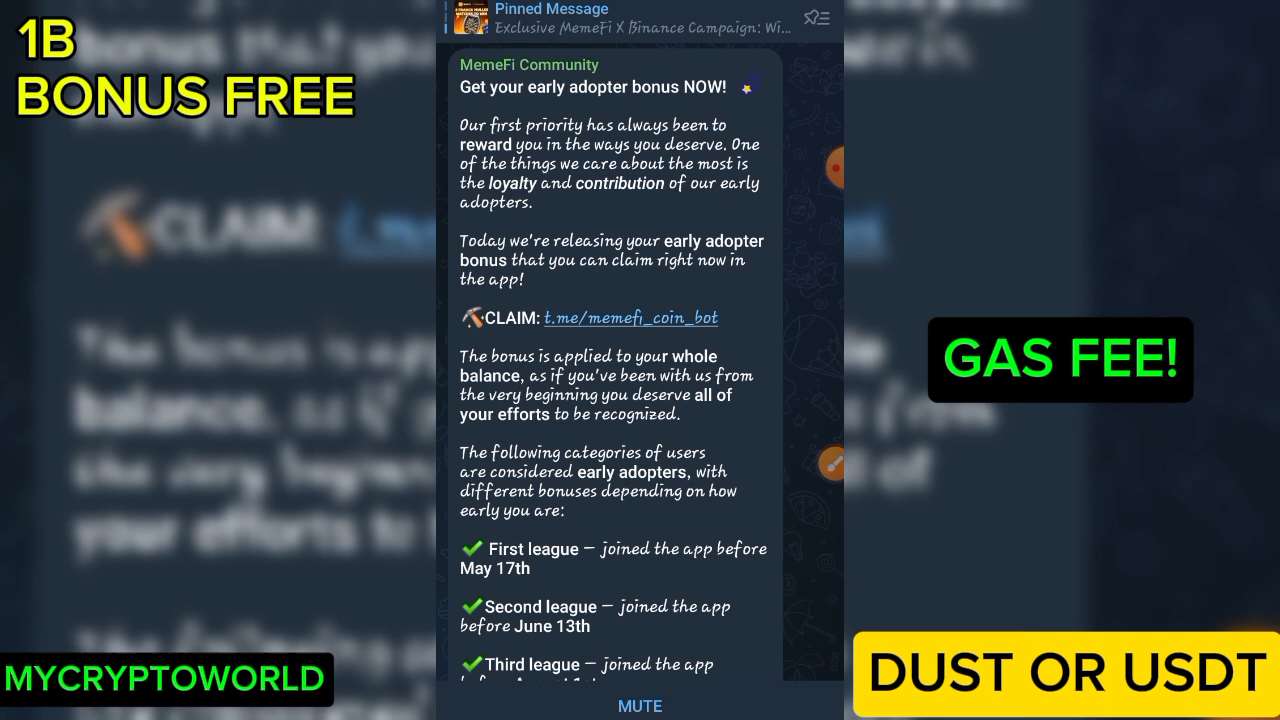 1B
BONUS FREE
Pinned Message
Exclusive MemeFi X Binance Campaign: Wi...
MemeFi Community
Get your early adopter bonus NOW!
Our first priority has always been to
reward you in the ways you deserve. One
of the things we care about the most is
the loyalty and contribution of our early
adopters.
Today we're releasing your early adopter
bonus that you can claim right now in
the app!
CLAIM: t.me/memefi_coin_bot
The bonus is applied to your whole
balance, as if you've been with us from
the very beginning you deserve all of
your efforts to be recognized.
The following categories of users
are considered early adopters, with
different bonuses depending on how
early you are:
First league – joined the app before
May 17th
Second league – joined the app
before June 13th
Third league – joined the app
MUTE
GAS FEE!
MYCRYPTOWORLD
DUST OR USDT